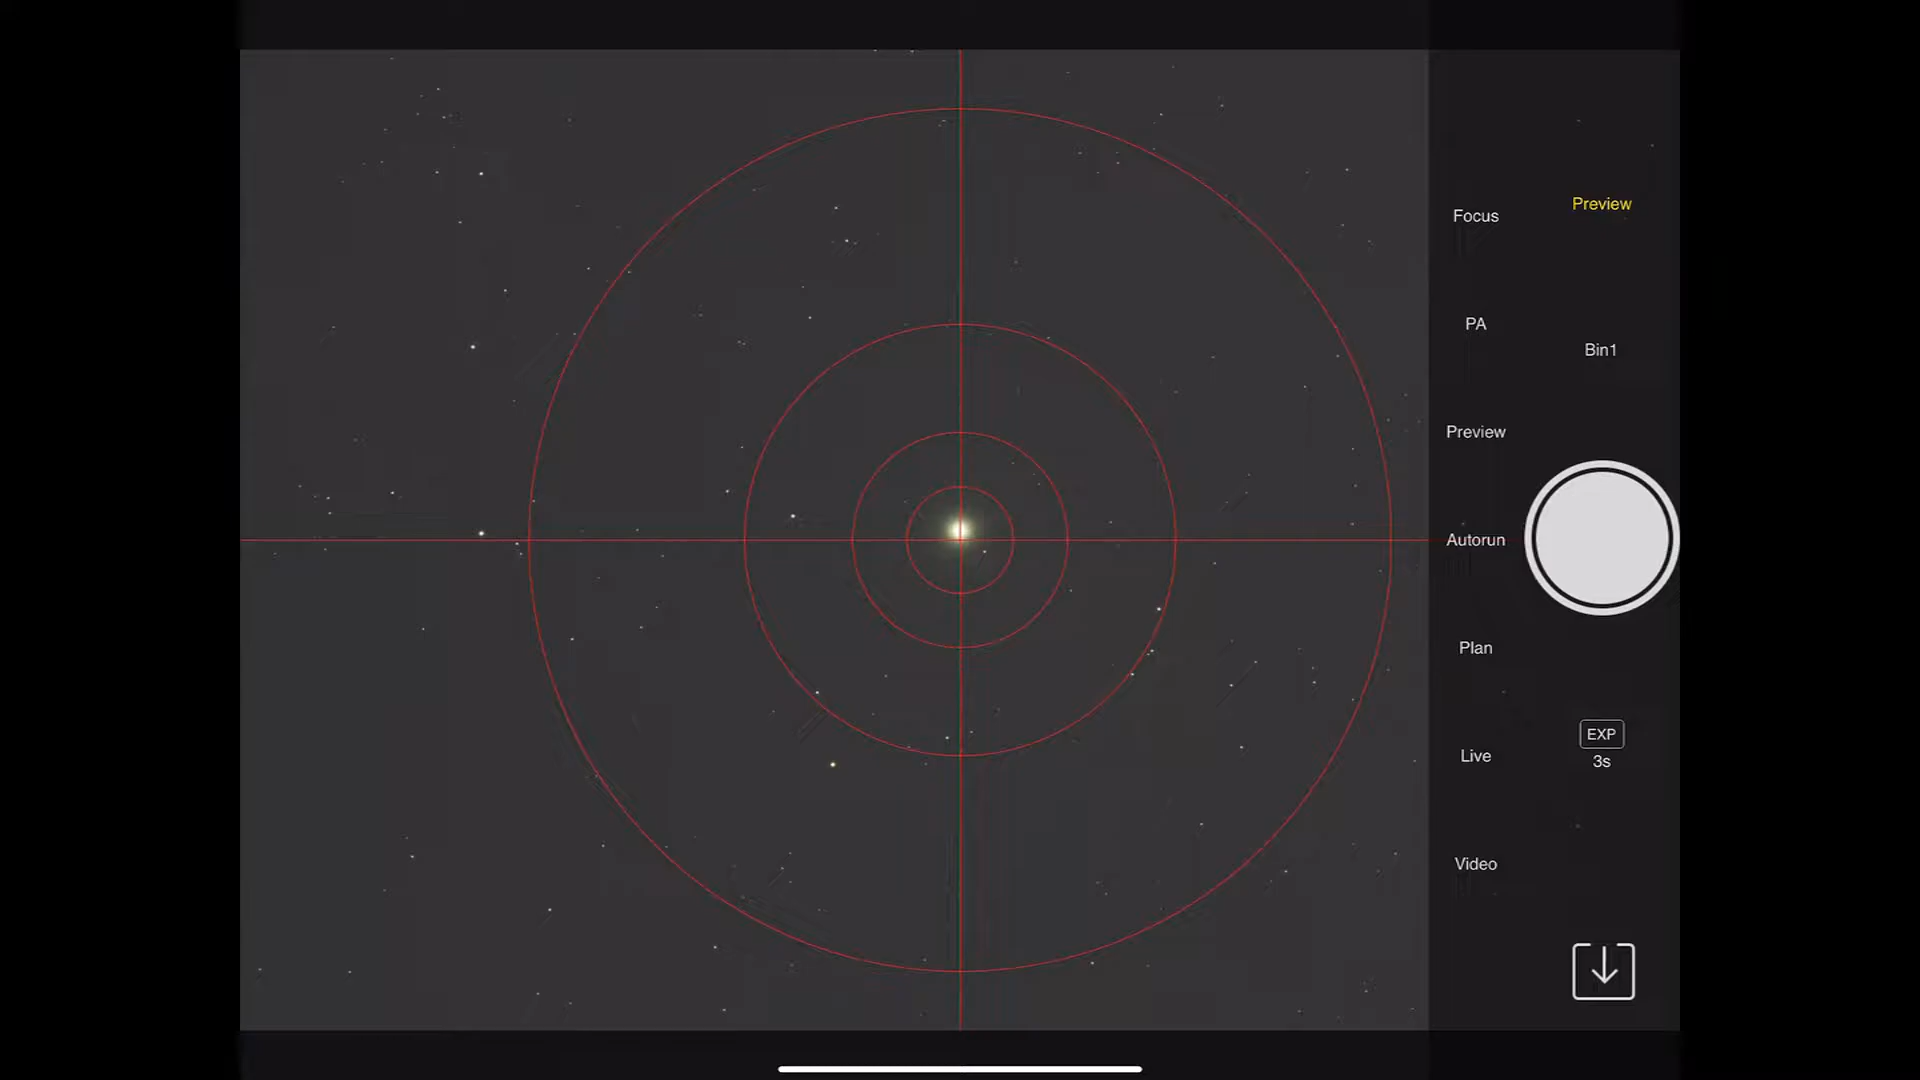 Focus
PA
Preview
Autorun
Plan
Live
Video
Preview
Bin1
EXP
3s